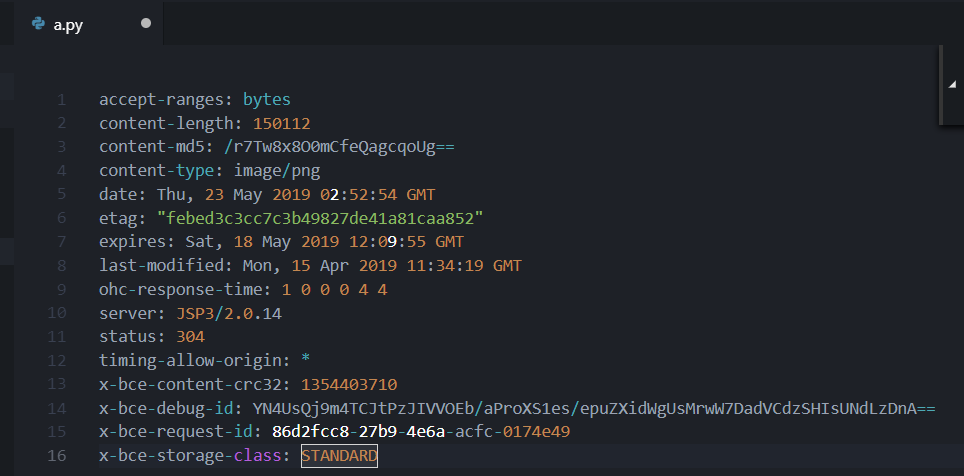 a.py
1 accept-ranges: bytes
2 content-length: 150112
3 content-md5: /r7Tw8x8O0mCfeQagcqoUg==
4 content-type: image/png
5 date: Thu, 23 May 2019 02:52:54 GMT
6 etag: "febed3c3cc7c3b49827de41a81caa852"
7 expires: Sat, 18 May 2019 12:09:55 GMT
8 last-modified: Mon, 15 Apr 2019 11:34:19 GMT
9 ohc-response-time: 1 0 0 0 4 4
10 server: JSP3/2.0.14
11 status: 304
12 timing-allow-origin: *
13 x-bce-content-crc32: 1354403710
14 x-bce-debug-id: YN4UsQj9m4TCJtPzJIVVOEb/aProXS1es/epuZXidWgUsMrwW7DadVCdzSHIsUNdLzDnA==
15 x-bce-request-id: 86d2fcc8-27b9-4e6a-acfc-0174e49
16 x-bce-storage-class: STANDARD